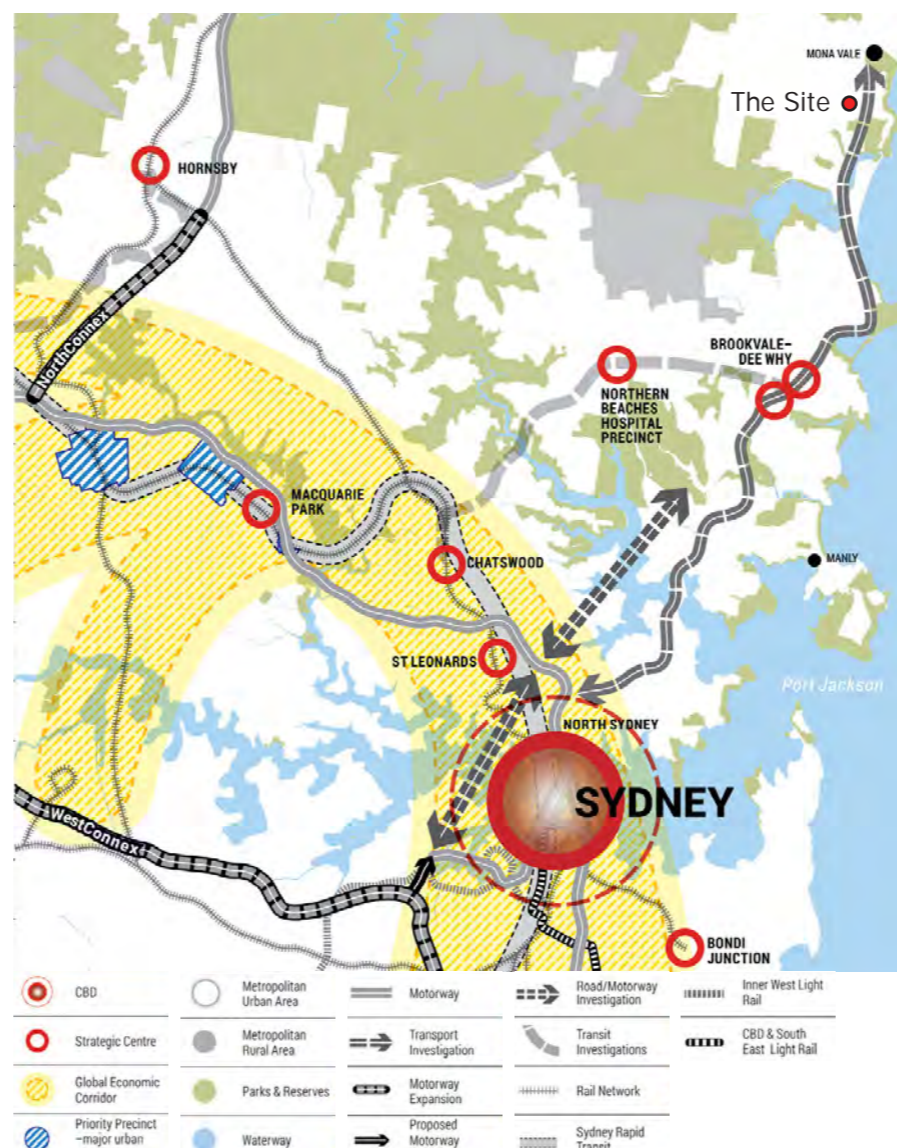 MONA VALE
The Site
HORNSBY
NorthConnex
BROOKVALE–
DEE WHY
NORTHERN
BEACHES
HOSPITAL
PRECINCT
MACQUARIE
PARK
CHATSWOOD
MANLY
ST LEONARDS
Port Jackson
NORTH SYDNEY
SYDNEY
WestConnex
BONDI
JUNCTION
CBD
Metropolitan
Urban Area
Motorway
Road/Motorway
Investigation
Inner West Light
Rail
Strategic Centre
Metropolitan
Rural Area
Transport
Investigation
Transit
Investigations
CBD & South
East Light Rail
Global Economic
Corridor
Parks & Reserves
Motorway
Expansion
Rail Network
Priority Precinct
–major urban
Waterway
Proposed
Motorway
Sydney Rapid
Transit